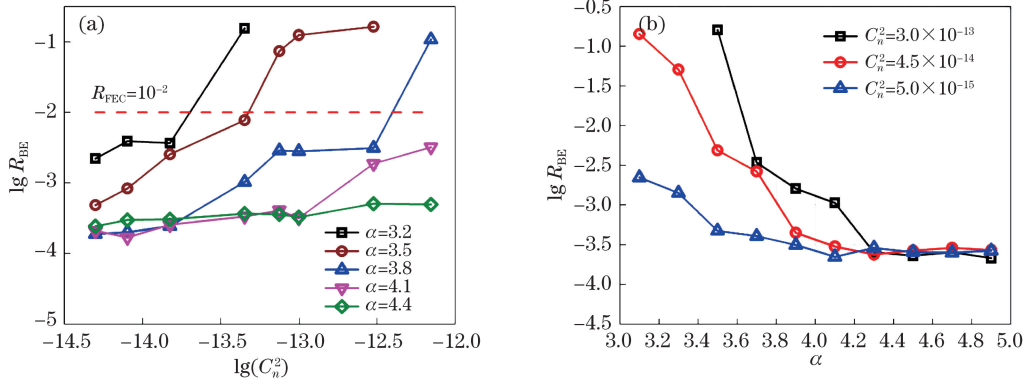 (a)
R_FEC=10^-2
lg R_BE
-1
-2
-3
-4
-5
α=3.2
α=3.5
α=3.8
α=4.1
α=4.4
-14.5 -14.0 -13.5 -13.0 -12.5 -12.0
lg(C_n^2)
(b)
C_n^2=3.0×10^-13
C_n^2=4.5×10^-14
C_n^2=5.0×10^-15
lg R_BE
-0.5
-1.0
-1.5
-2.0
-2.5
-3.0
-3.5
-4.0
-4.5
3.0 3.2 3.4 3.6 3.8 4.0 4.2 4.4 4.6 4.8 5.0
α